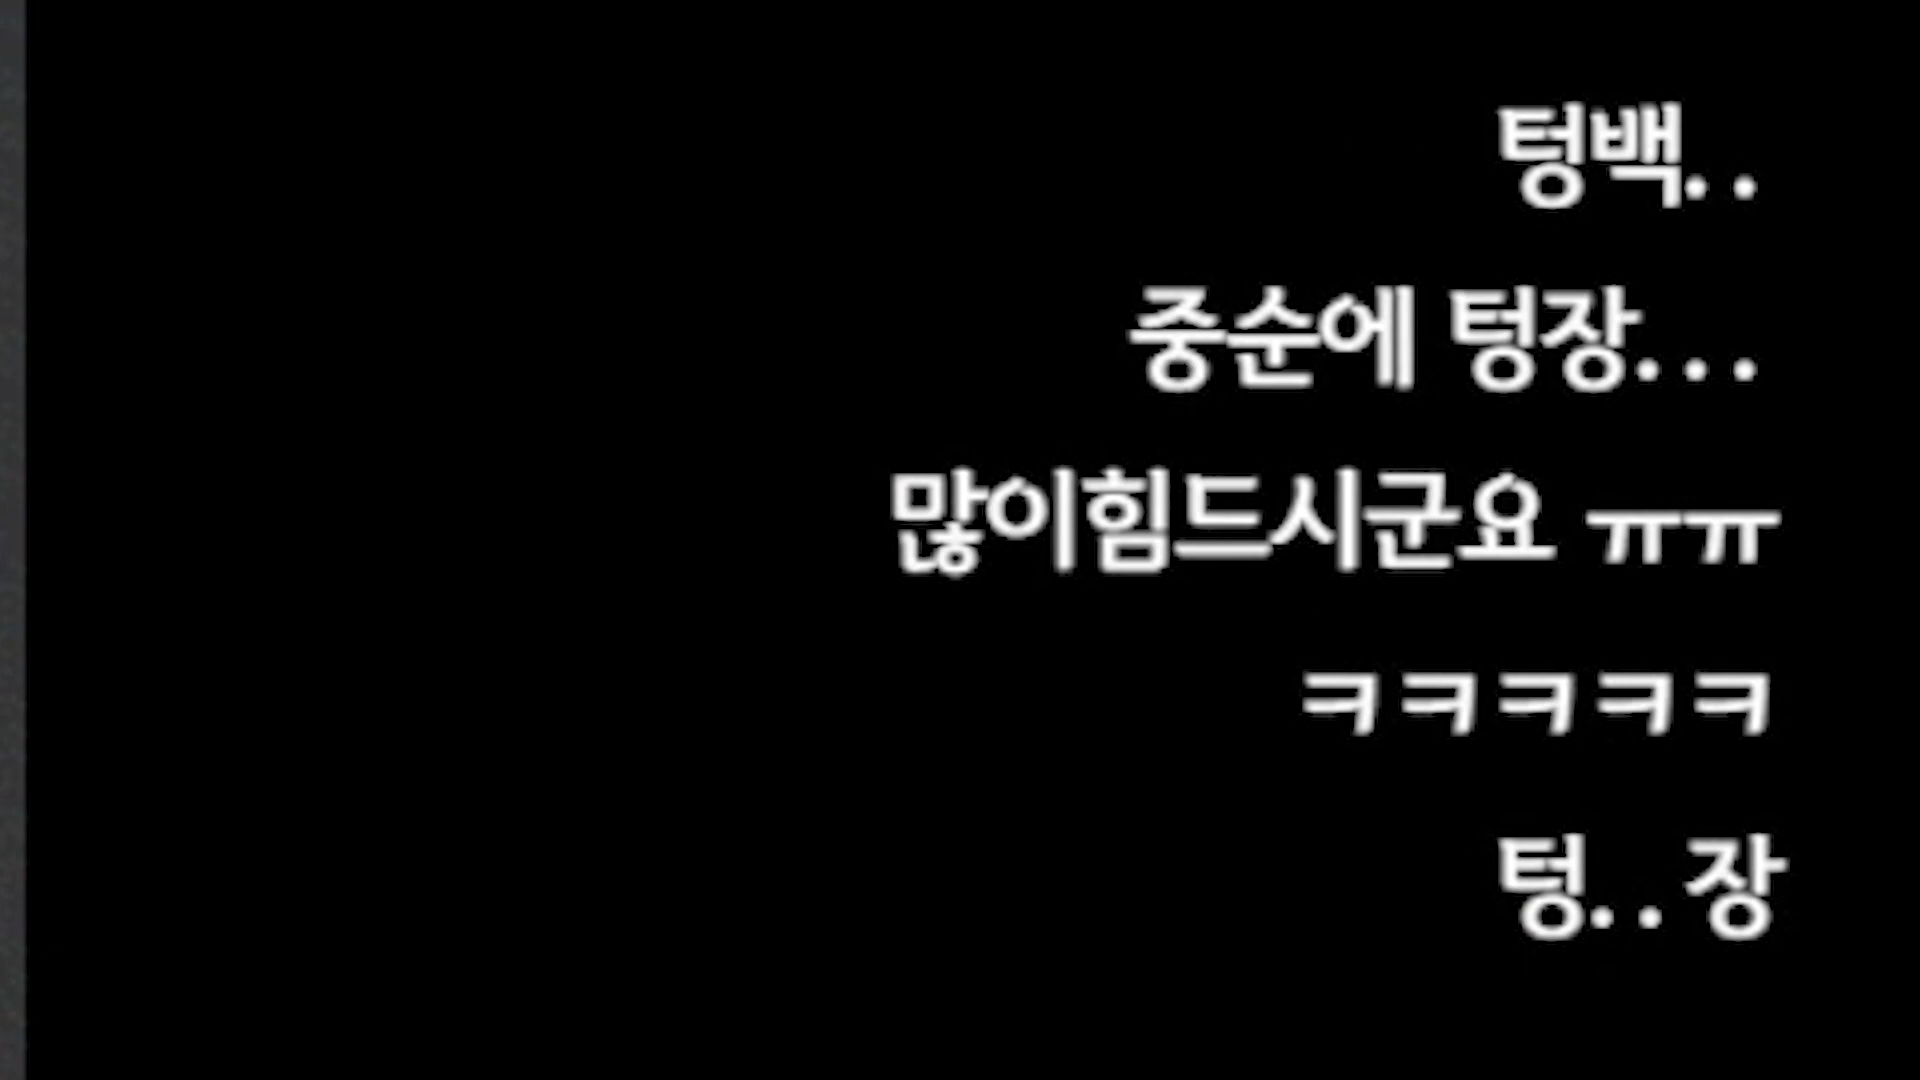 텅백. .
중순에 텅장. . .
많이힘드시군요 ㅠㅠ
ㅋㅋㅋㅋㅋ
텅. . 장